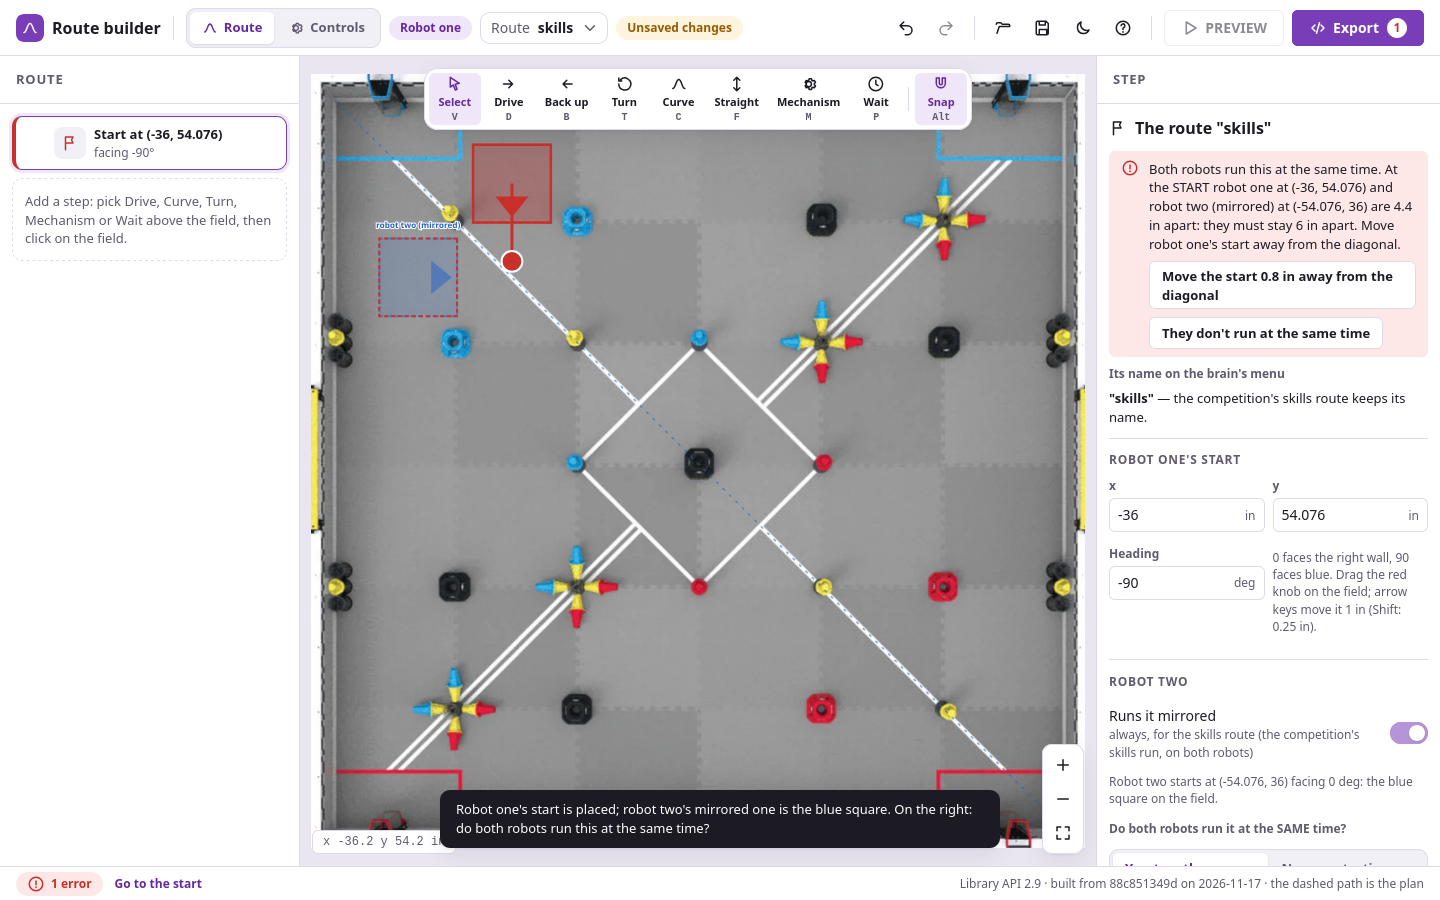 Route builder
Route
Controls
Robot one
Route skills
Unsaved changes
PREVIEW
Export 1
ROUTE
Start at (-36, 54.076)
facing -90°
Add a step: pick Drive, Curve, Turn,
Mechanism or Wait above the field, then
click on the field.
Select
V
Drive
D
Back up
B
Turn
T
Curve
C
Straight
F
Mechanism
M
Wait
P
Snap
Alt
robot two (mirrored)
Robot one's start is placed; robot two's mirrored one is the blue square. On the right:
do both robots run this at the same time?
x -36.2 y 54.2 in
STEP
The route "skills"
Both robots run this at the same time. At
the START robot one at (-36, 54.076) and
robot two (mirrored) at (-54.076, 36) are 4.4
in apart: they must stay 6 in apart. Move
robot one's start away from the diagonal.
Move the start 0.8 in away from the
diagonal
They don't run at the same time
Its name on the brain's menu
"skills" — the competition's skills route keeps its
name.
ROBOT ONE'S START
x
y
-36 in
54.076 in
Heading
-90 deg
0 faces the right wall, 90
faces blue. Drag the red
knob on the field; arrow
keys move it 1 in (Shift:
0.25 in).
ROBOT TWO
Runs it mirrored
always, for the skills route (the competition's
skills run, on both robots)
Robot two starts at (-54.076, 36) facing 0 deg: the blue
square on the field.
Do both robots run it at the SAME time?
1 error
Go to the start
Library API 2.9 · built from 88c851349d on 2026-11-17 · the dashed path is the plan